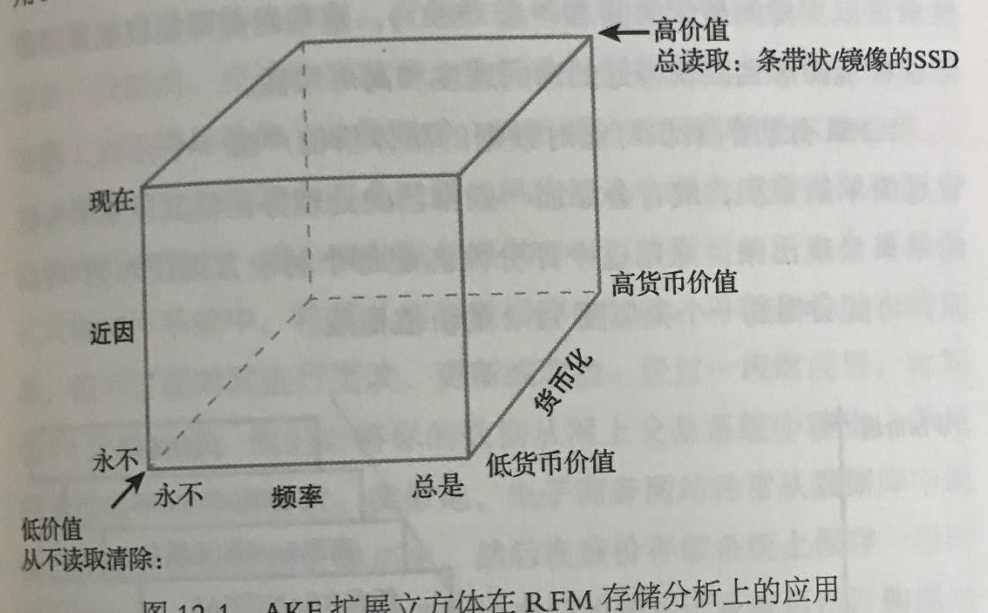 高价值
总读取：条带状/镜像的SSD
现在
高货币价值
近因
货币化
永不
低货币价值
永不 频率 总是
低价值
从不读取清除：
图 12-1 AKF 扩展立方体在 RFM 存储分析上的应用